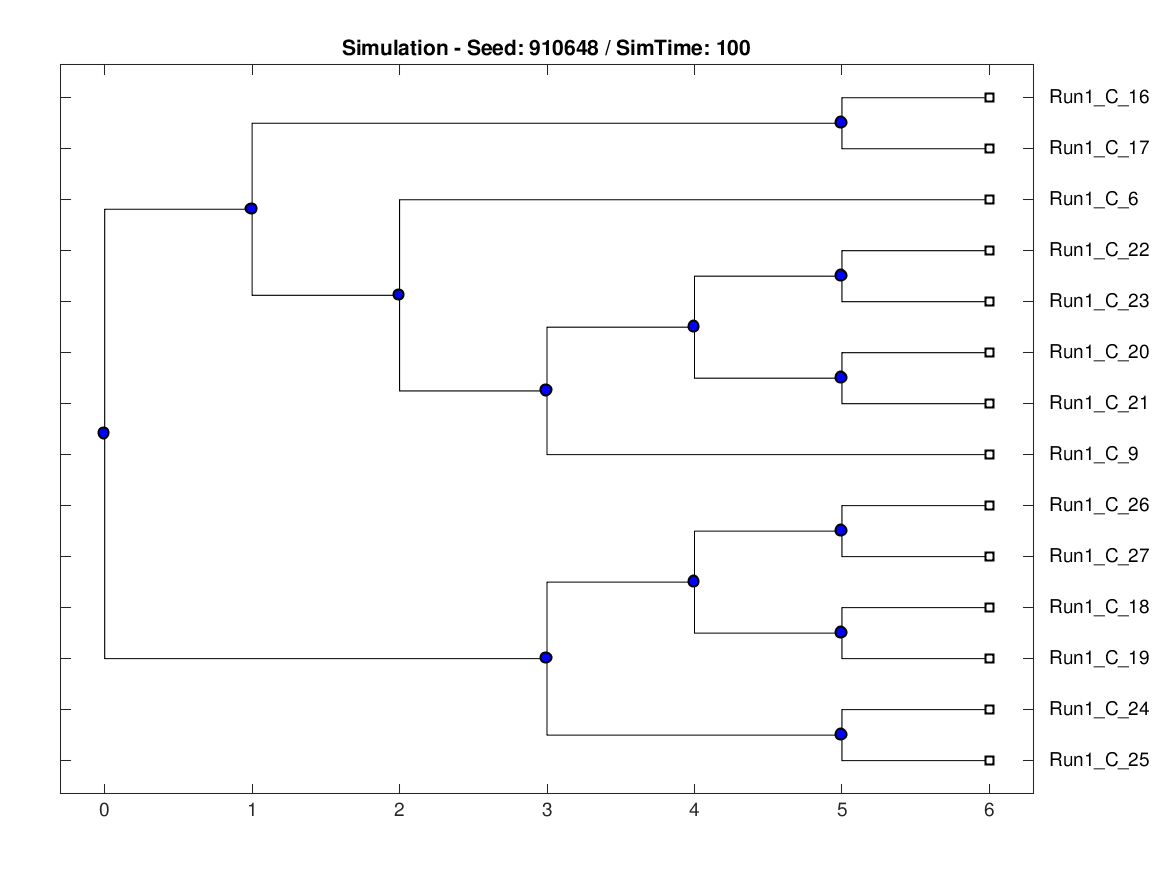 Simulation - Seed: 910648 / SimTime: 100
Run1_C_16
Run1_C_17
Run1_C_6
Run1_C_22
Run1_C_23
Run1_C_20
Run1_C_21
Run1_C_9
Run1_C_26
Run1_C_27
Run1_C_18
Run1_C_19
Run1_C_24
Run1_C_25
0 1 2 3 4 5 6